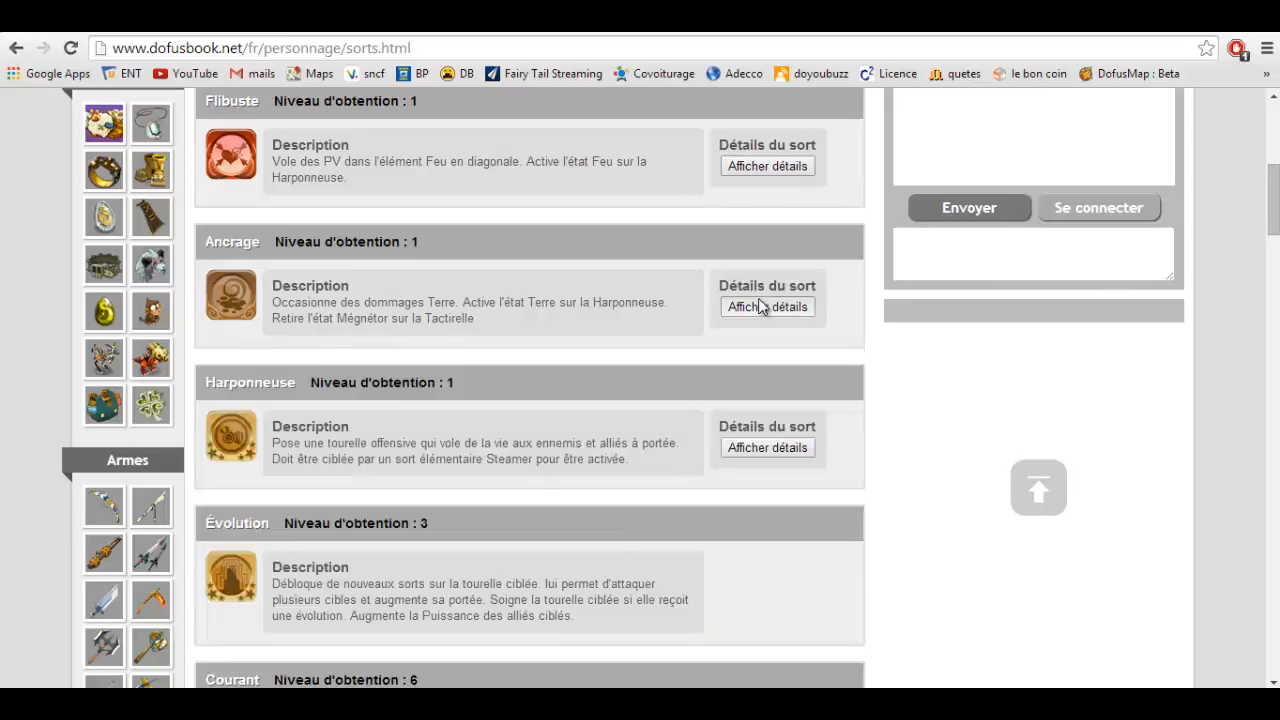 www.dofusbook.net/fr/personnage/sorts.html
Google Apps ENT YouTube mails Maps sncf BP DB Fairy Tail Streaming Covoiturage Adecco doyoubuzz Licence quetes le bon coin DofusMap : Beta »
Flibuste Niveau d'obtention : 1
Description
Vole des PV dans l'élément Feu en diagonale. Active l'état Feu sur la
Harponneuse.
Détails du sort
Afficher détails
Envoyer
Se connecter
Ancrage Niveau d'obtention : 1
Description
Occasionne des dommages Terre. Active l'état Terre sur la Harponneuse.
Retire l'état Mégnétor sur la Tactirelle
Détails du sort
Afficher détails
Harponneuse Niveau d'obtention : 1
Description
Pose une tourelle offensive qui vole de la vie aux ennemis et alliés à portée.
Doit être ciblée par un sort élémentaire Steamer pour être activée.
Détails du sort
Afficher détails
Armes
Évolution Niveau d'obtention : 3
Description
Débloque de nouveaux sorts sur la tourelle ciblée. lui permet d'attaquer
plusieurs cibles et augmente sa portée. Soigne la tourelle ciblée si elle reçoit
une évolution. Augmente la Puissance des alliés ciblés.
Courant Niveau d'obtention : 6